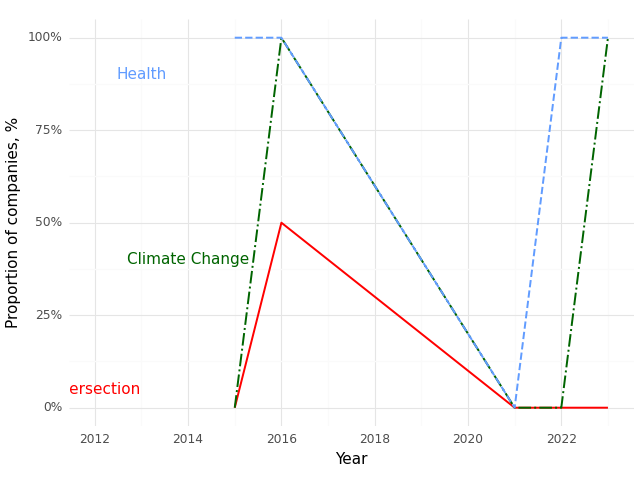 Proportion of companies, %
100%
75%
50%
25%
0%
Health
Climate Change
ersection
2012
2014
2016
2018
2020
2022
Year